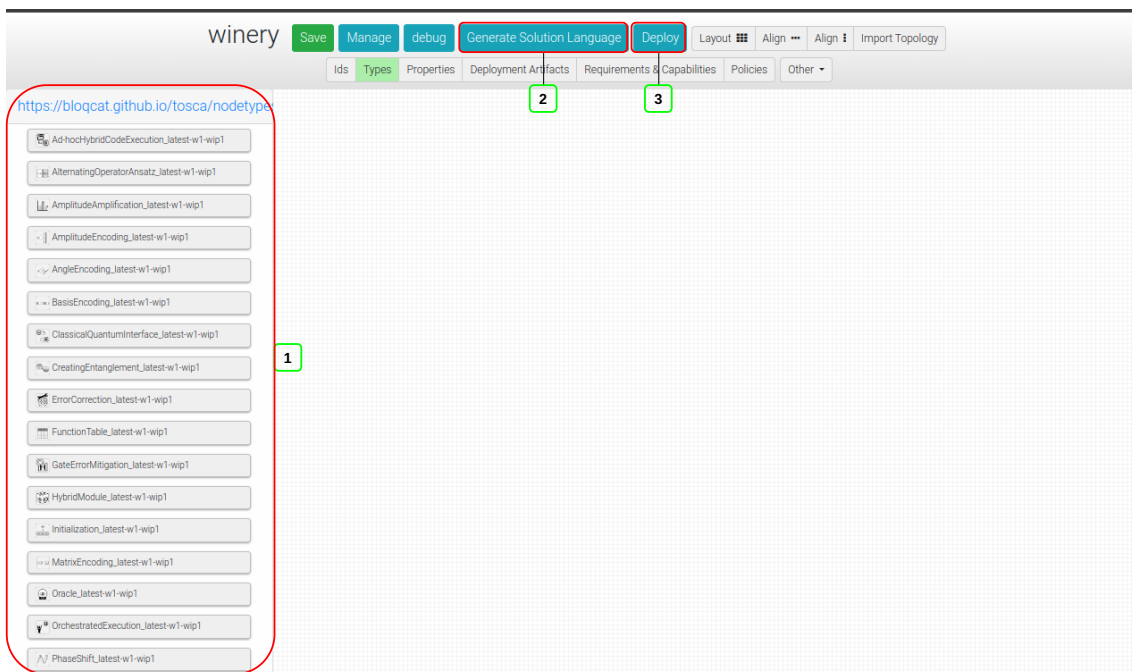 winery Save Manage debug Generate Solution Language Deploy Layout Align Align Import Topology
Ids Types Properties Deployment Artifacts Requirements & Capabilities Policies Other
2 3
https://bloqcat.github.io/tosca/nodetype
Ad-hocHybridCodeExecution_latest-w1-wip1
AlternatingOperatorAnsatz_latest-w1-wip1
AmplitudeAmplification_latest-w1-wip1
AmplitudeEncoding_latest-w1-wip1
AngleEncoding_latest-w1-wip1
BasisEncoding_latest-w1-wip1
ClassicalQuantumInterface_latest-w1-wip1
1
CreatingEntanglement_latest-w1-wip1
ErrorCorrection_latest-w1-wip1
FunctionTable_latest-w1-wip1
GateErrorMitigation_latest-w1-wip1
HybridModule_latest-w1-wip1
Initialization_latest-w1-wip1
MatrixEncoding_latest-w1-wip1
Oracle_latest-w1-wip1
OrchestratedExecution_latest-w1-wip1
PhaseShift_latest-w1-wip1